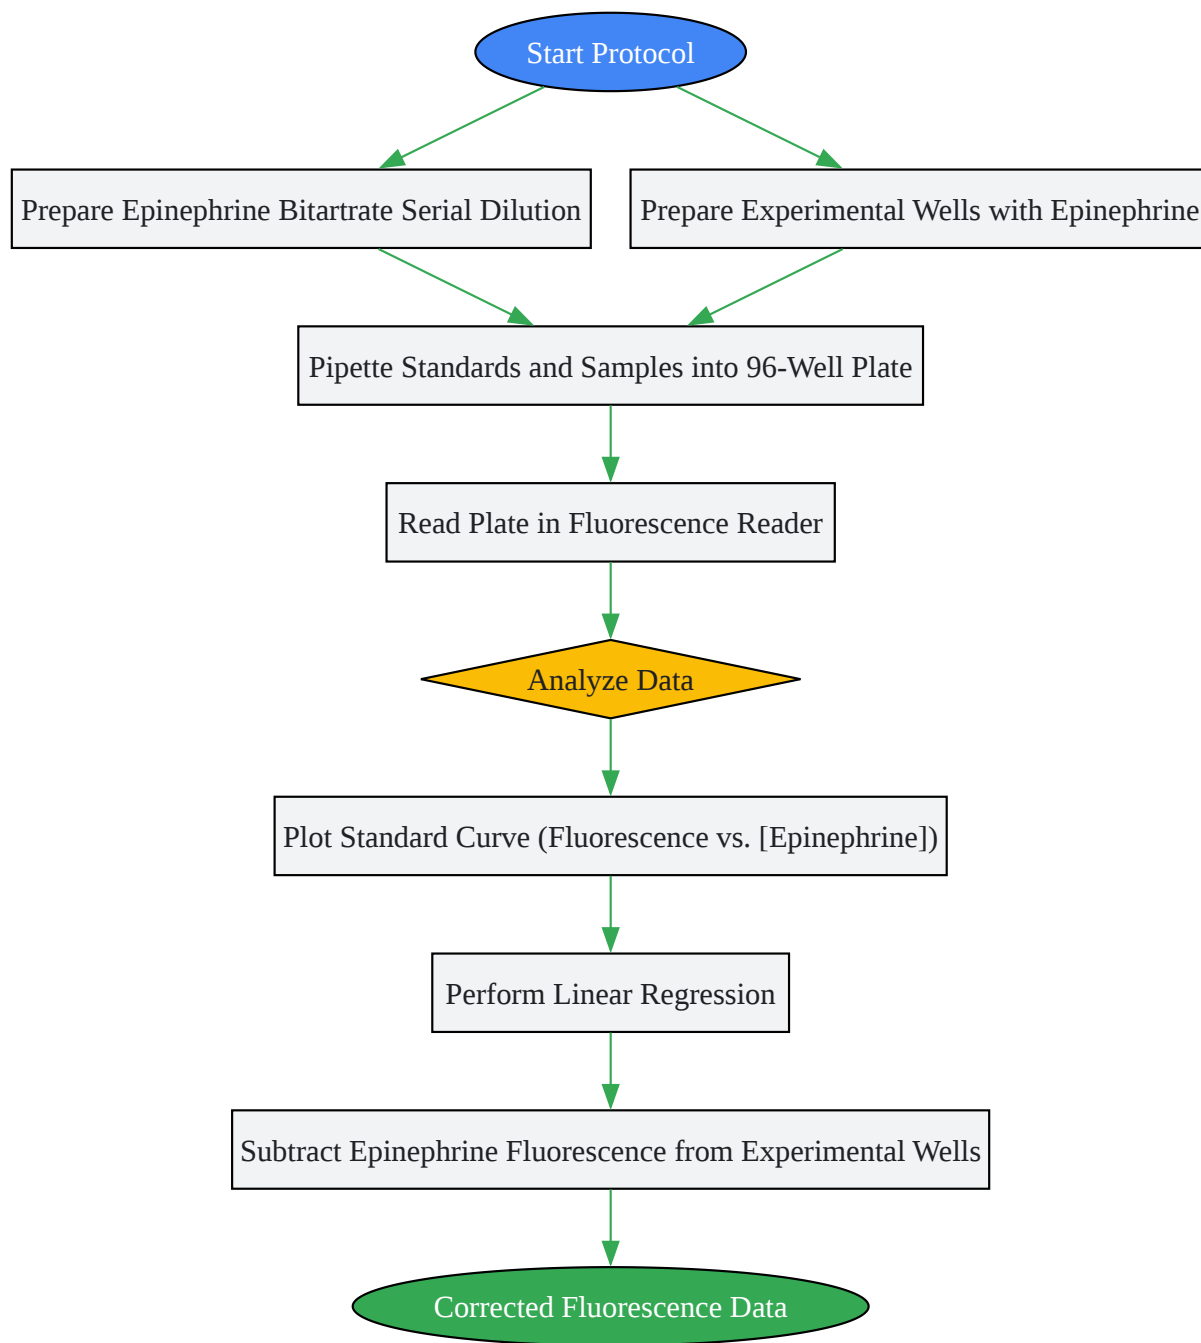 Start Protocol
Prepare Epinephrine Bitartrate Serial Dilution
Prepare Experimental Wells with Epinephrine
Pipette Standards and Samples into 96-Well Plate
Read Plate in Fluorescence Reader
Analyze Data
Plot Standard Curve (Fluorescence vs. [Epinephrine])
Perform Linear Regression
Subtract Epinephrine Fluorescence from Experimental Wells
Corrected Fluorescence Data